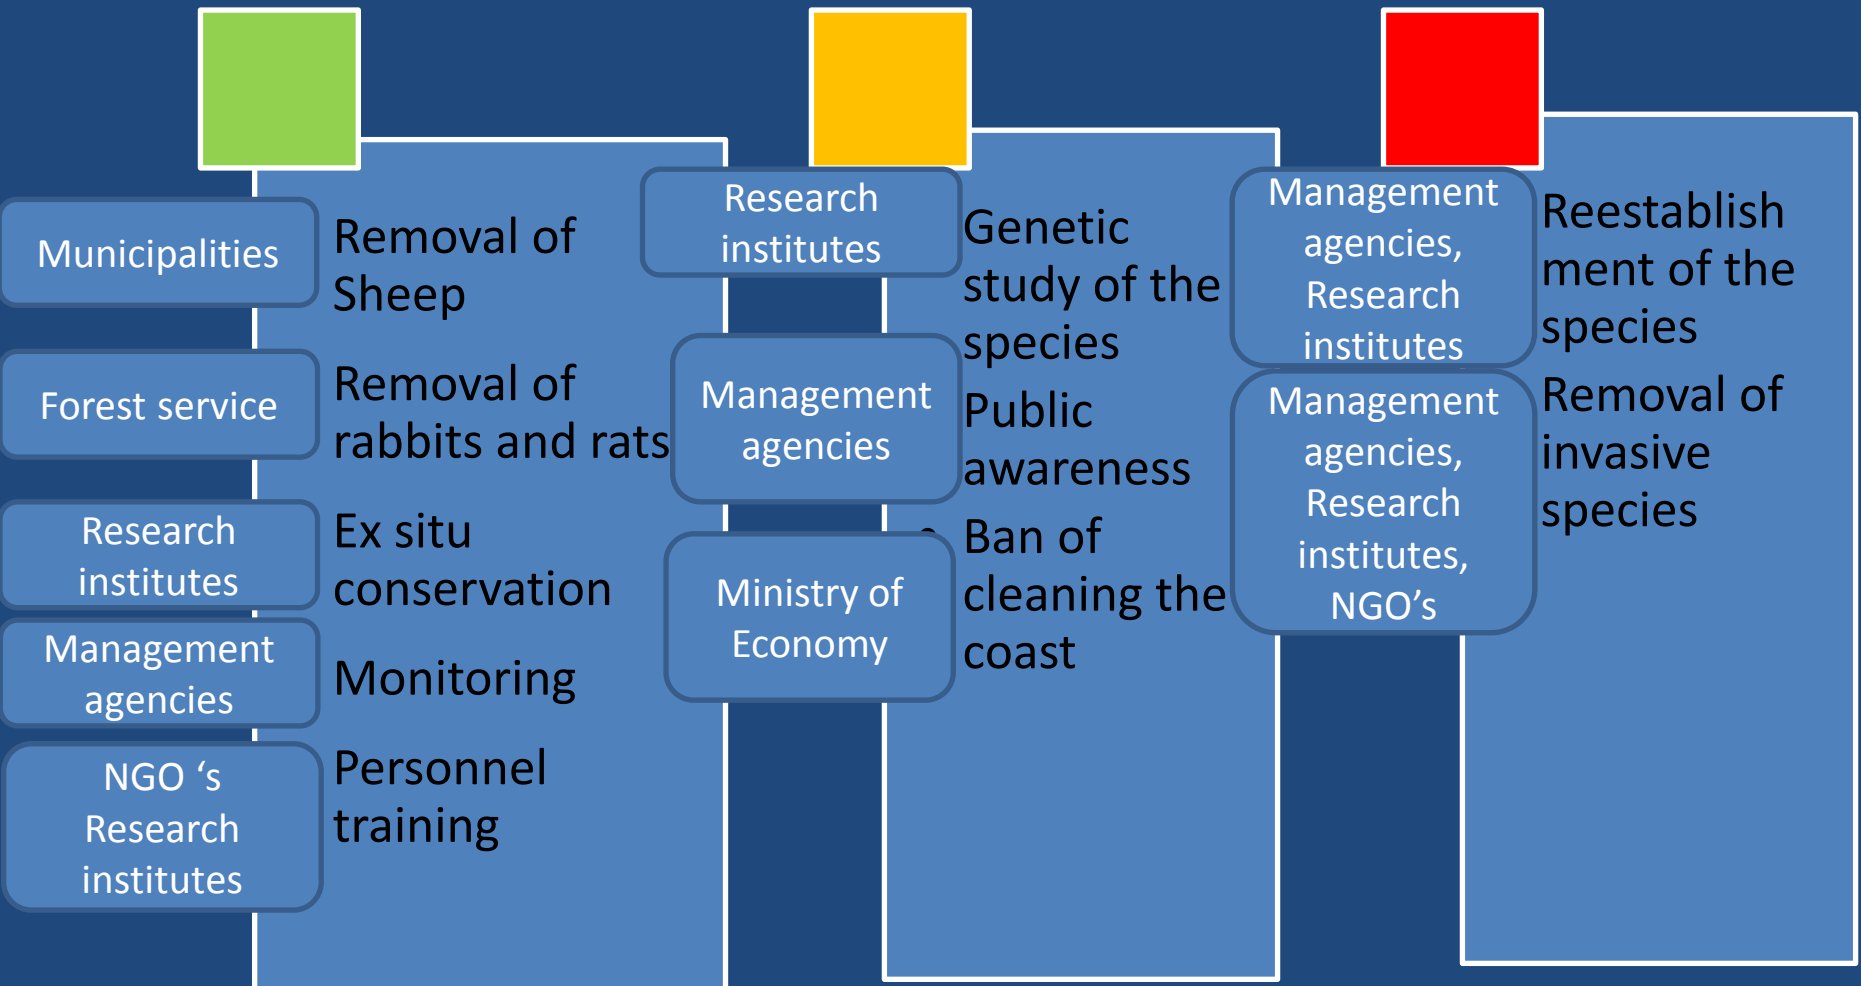 Municipalities
Removal of
Sheep
Forest service
Removal of
rabbits and rats
Research
institutes
Ex situ
conservation
Management
agencies
Monitoring
NGO ‘s
Research
institutes
Personnel
training
Research
institutes
Genetic
study of the
species
Management
agencies
Public
awareness
Ministry of
Economy
• Ban of
cleaning the
coast
Management
agencies,
Research
institutes
Reestablish
ment of the
species
Management
agencies,
Research
institutes,
NGO’s
Removal of
invasive
species